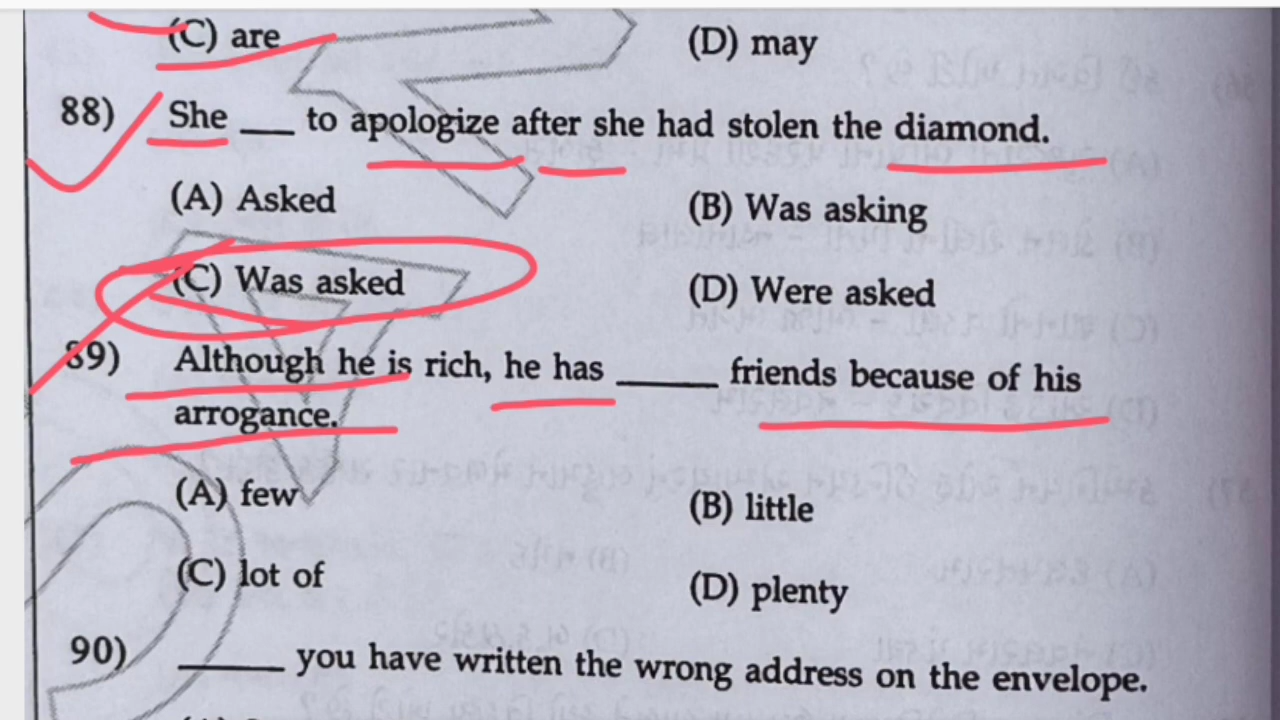 (C) are (D) may
88) She ___ to apologize after she had stolen the diamond.
(A) Asked (B) Was asking
(C) Was asked (D) Were asked
89) Although he is rich, he has _____ friends because of his
arrogance.
(A) few (B) little
(C) lot of (D) plenty
90) _____ you have written the wrong address on the envelope.